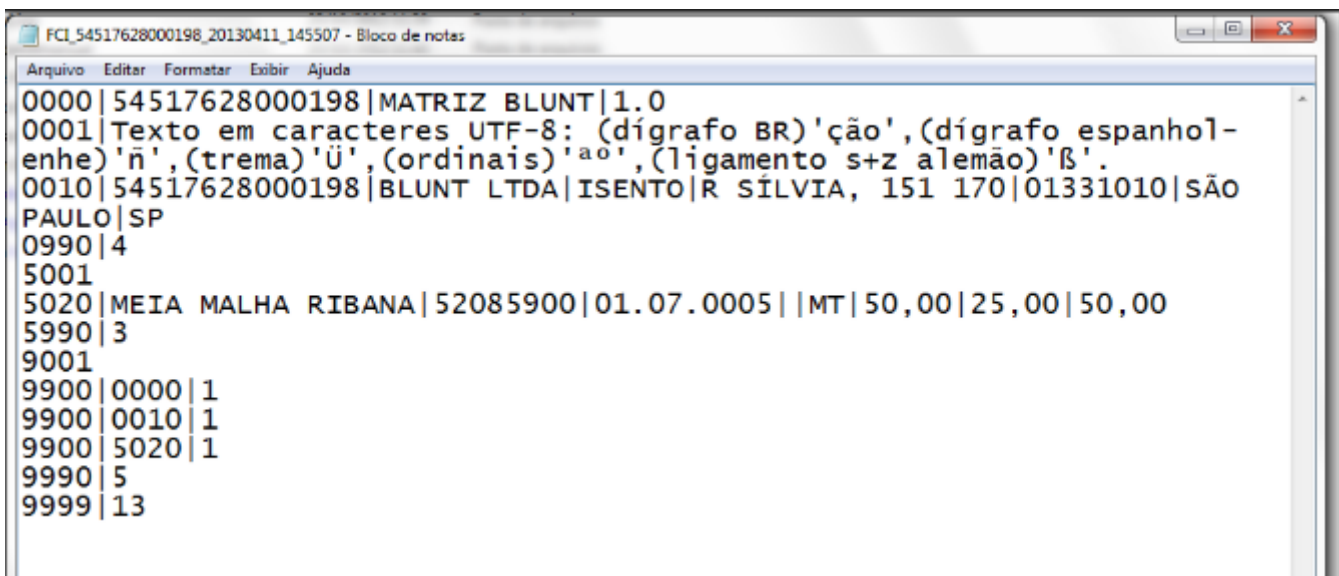 FCI_54517628000198_20130411_145507 - Bloco de notas
Arquivo Editar Formatar Exibir Ajuda
0000|54517628000198|MATRIZ BLUNT|1.0
0001|Texto em caracteres UTF-8: (dígrafo BR)'ção',(dígrafo espanhol-
enhe)'ñ',(trema)'Ü',(ordinais)'ªº',(ligamento s+z alemão)'ß'.
0010|54517628000198|BLUNT LTDA|ISENTO|R SÍLVIA, 151 170|01331010|SÃO
PAULO|SP
0990|4
5001
5020|MEIA MALHA RIBANA|52085900|01.07.0005||MT|50,00|25,00|50,00
5990|3
9001
9900|0000|1
9900|0010|1
9900|5020|1
9990|5
9999|13